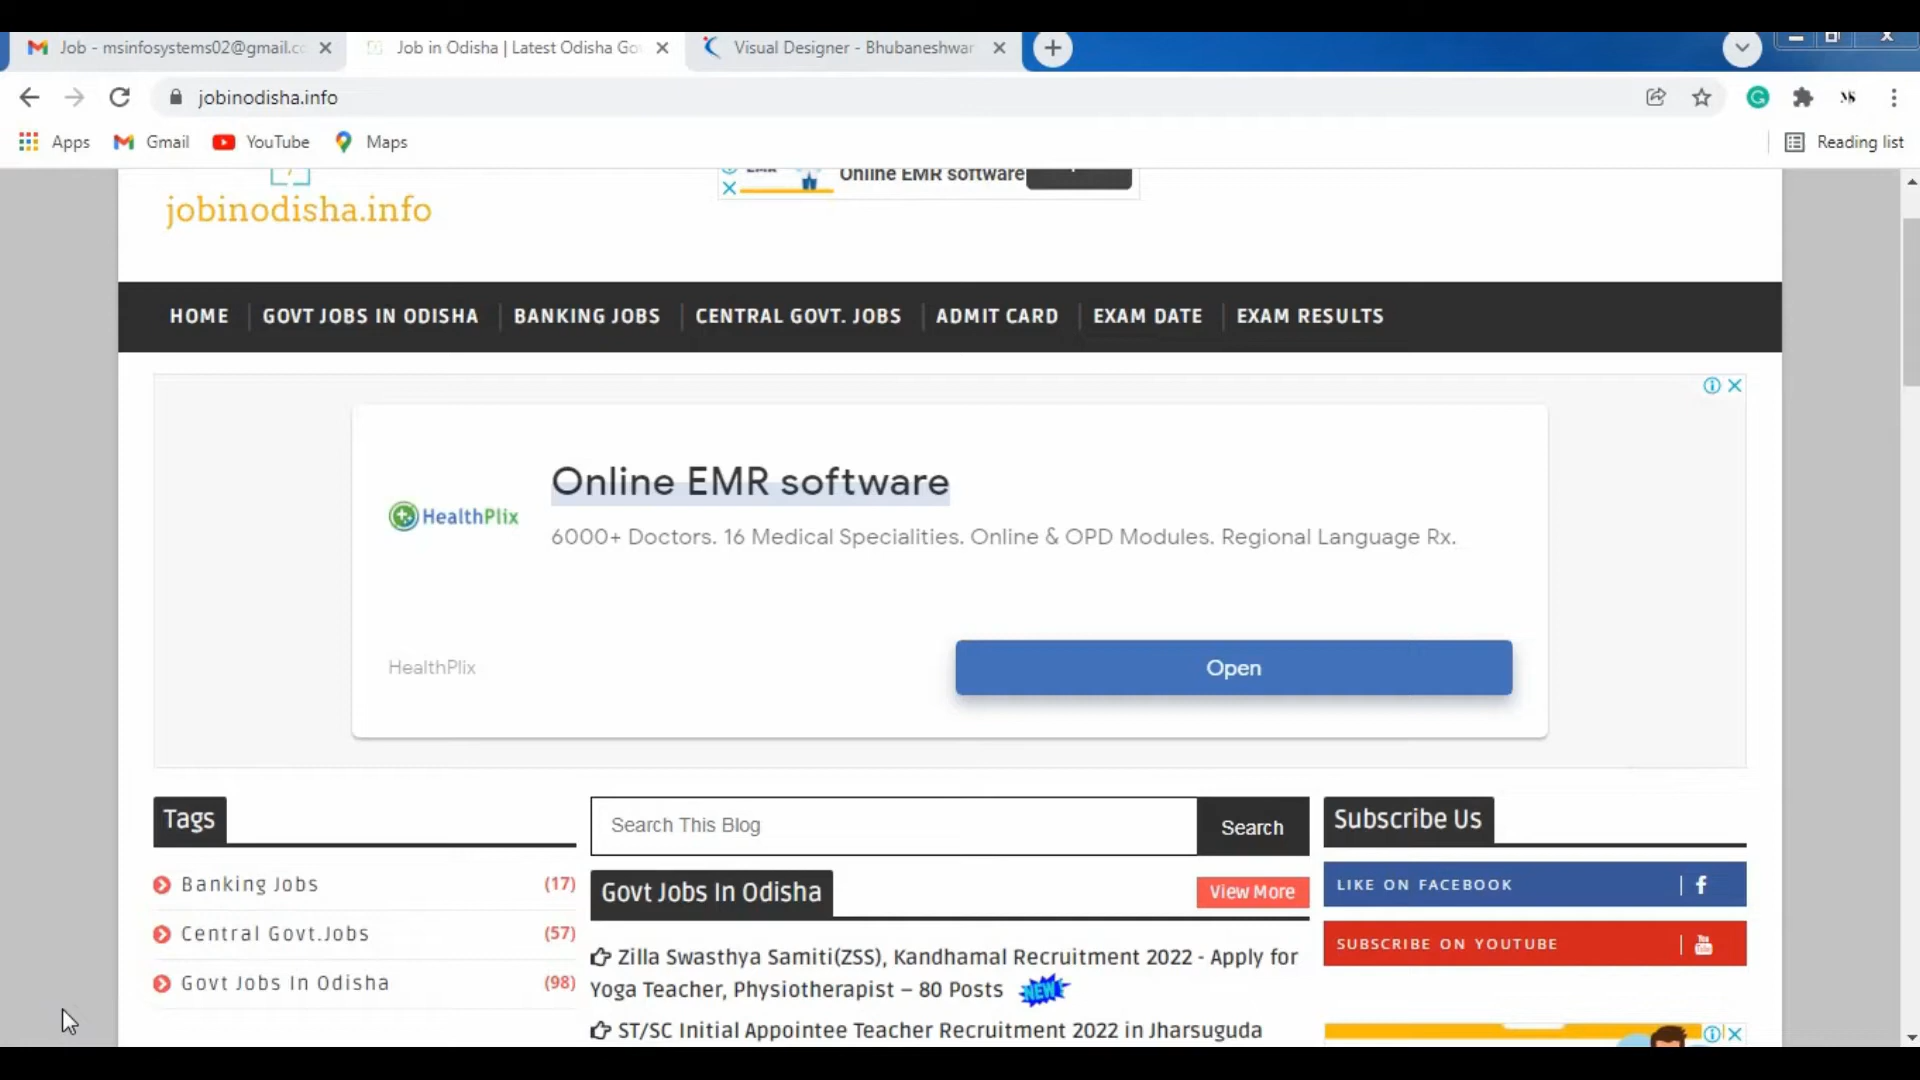 Job - msinfosystems02@gmail.c
Job in Odisha | Latest Odisha Go
Visual Designer - Bhubaneshwar
jobinodisha.info
Apps
Gmail
YouTube
Maps
Reading list
Online EMR software
jobinodisha.info
HOME
GOVT JOBS IN ODISHA
BANKING JOBS
CENTRAL GOVT. JOBS
ADMIT CARD
EXAM DATE
EXAM RESULTS
Online EMR software
HealthPlix
6000+ Doctors. 16 Medical Specialities. Online & OPD Modules. Regional Language Rx.
HealthPlix
Open
Tags
Banking Jobs (17)
Central Govt.Jobs (57)
Govt Jobs In Odisha (98)
Search This Blog
Search
Govt Jobs In Odisha
View More
Zilla Swasthya Samiti(ZSS), Kandhamal Recruitment 2022 - Apply for
Yoga Teacher, Physiotherapist – 80 Posts NEW
ST/SC Initial Appointee Teacher Recruitment 2022 in Jharsuguda
Subscribe Us
LIKE ON FACEBOOK
SUBSCRIBE ON YOUTUBE